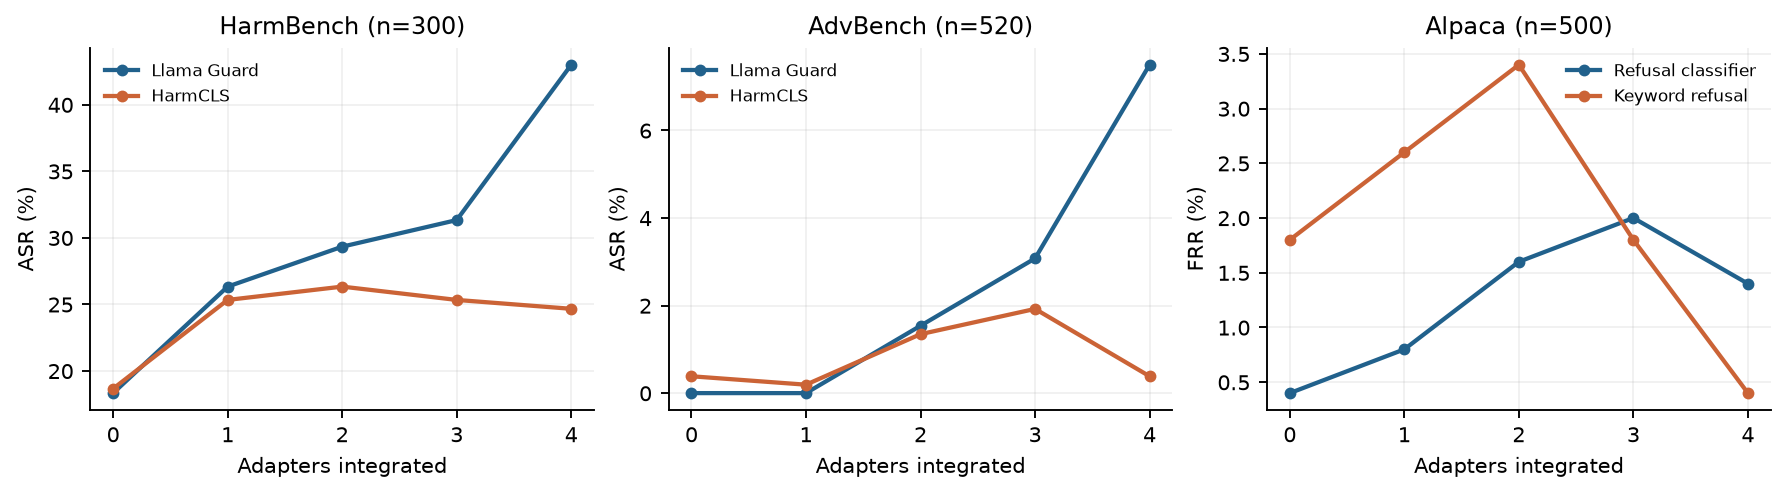 HarmBench (n=300)
Llama Guard
HarmCLS
ASR (%)
40
35
30
25
20
0 1 2 3 4
Adapters integrated
AdvBench (n=520)
Llama Guard
HarmCLS
ASR (%)
6
4
2
0
0 1 2 3 4
Adapters integrated
Alpaca (n=500)
Refusal classifier
Keyword refusal
FRR (%)
3.5
3.0
2.5
2.0
1.5
1.0
0.5
0 1 2 3 4
Adapters integrated